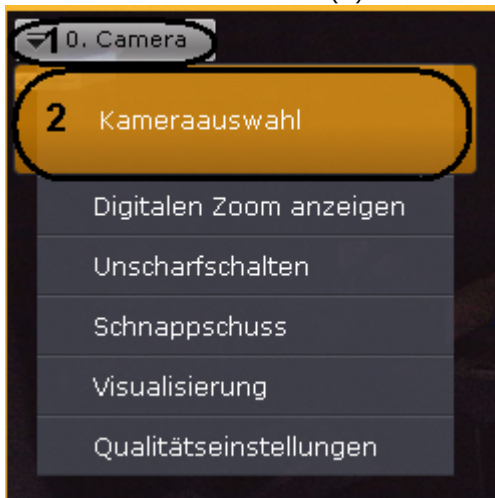 1 0. Camera
2 Kameraauswahl
Digitalen Zoom anzeigen
Unscharfschalten
Schnappschuss
Visualisierung
Qualitätseinstellungen